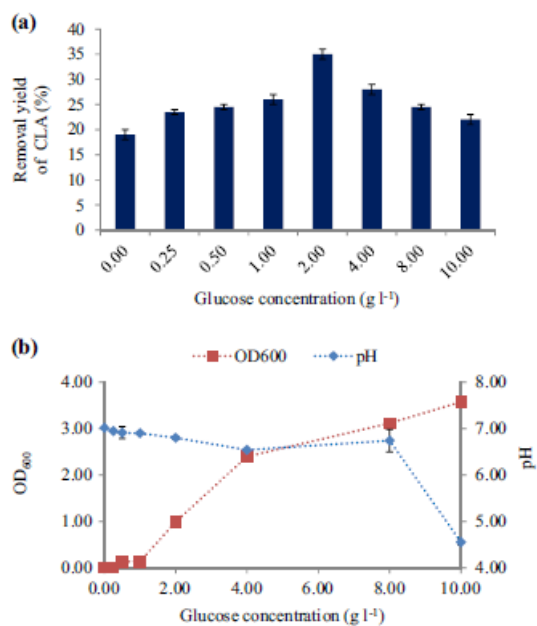 (a)
40
35
30
25
20
15
10
5
0
Removal yield
of CLA (%)
0.00 0.25 0.50 1.00 2.00 4.00 8.00 10.00
Glucose concentration (g l-1)
(b)
OD600 pH
4.00 8.00
3.00 7.00
2.00 6.00
1.00 5.00
0.00 4.00
OD600
pH
0.00 2.00 4.00 6.00 8.00 10.00
Glucose concentration (g l-1)